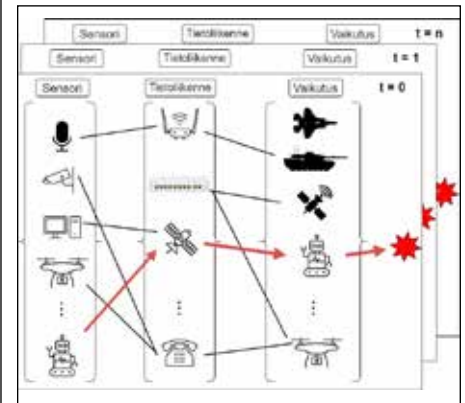 Sensori Tietoliikenne Vaikutus t = n
Sensori Tietoliikenne Vaikutus t = 1
Sensori Tietoliikenne Vaikutus t = 0